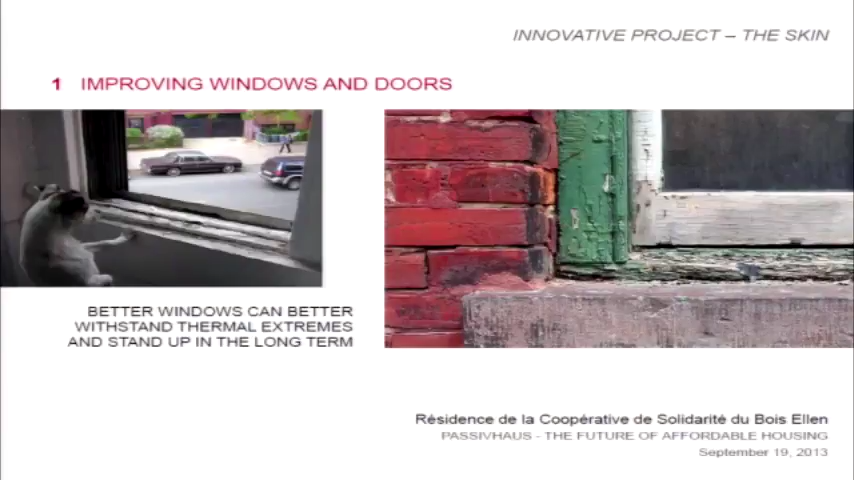 INNOVATIVE PROJECT – THE SKIN
1 IMPROVING WINDOWS AND DOORS
BETTER WINDOWS CAN BETTER
WITHSTAND THERMAL EXTREMES
AND STAND UP IN THE LONG TERM
Résidence de la Coopérative de Solidarité du Bois Ellen
PASSIVHAUS - THE FUTURE OF AFFORDABLE HOUSING
September 19, 2013